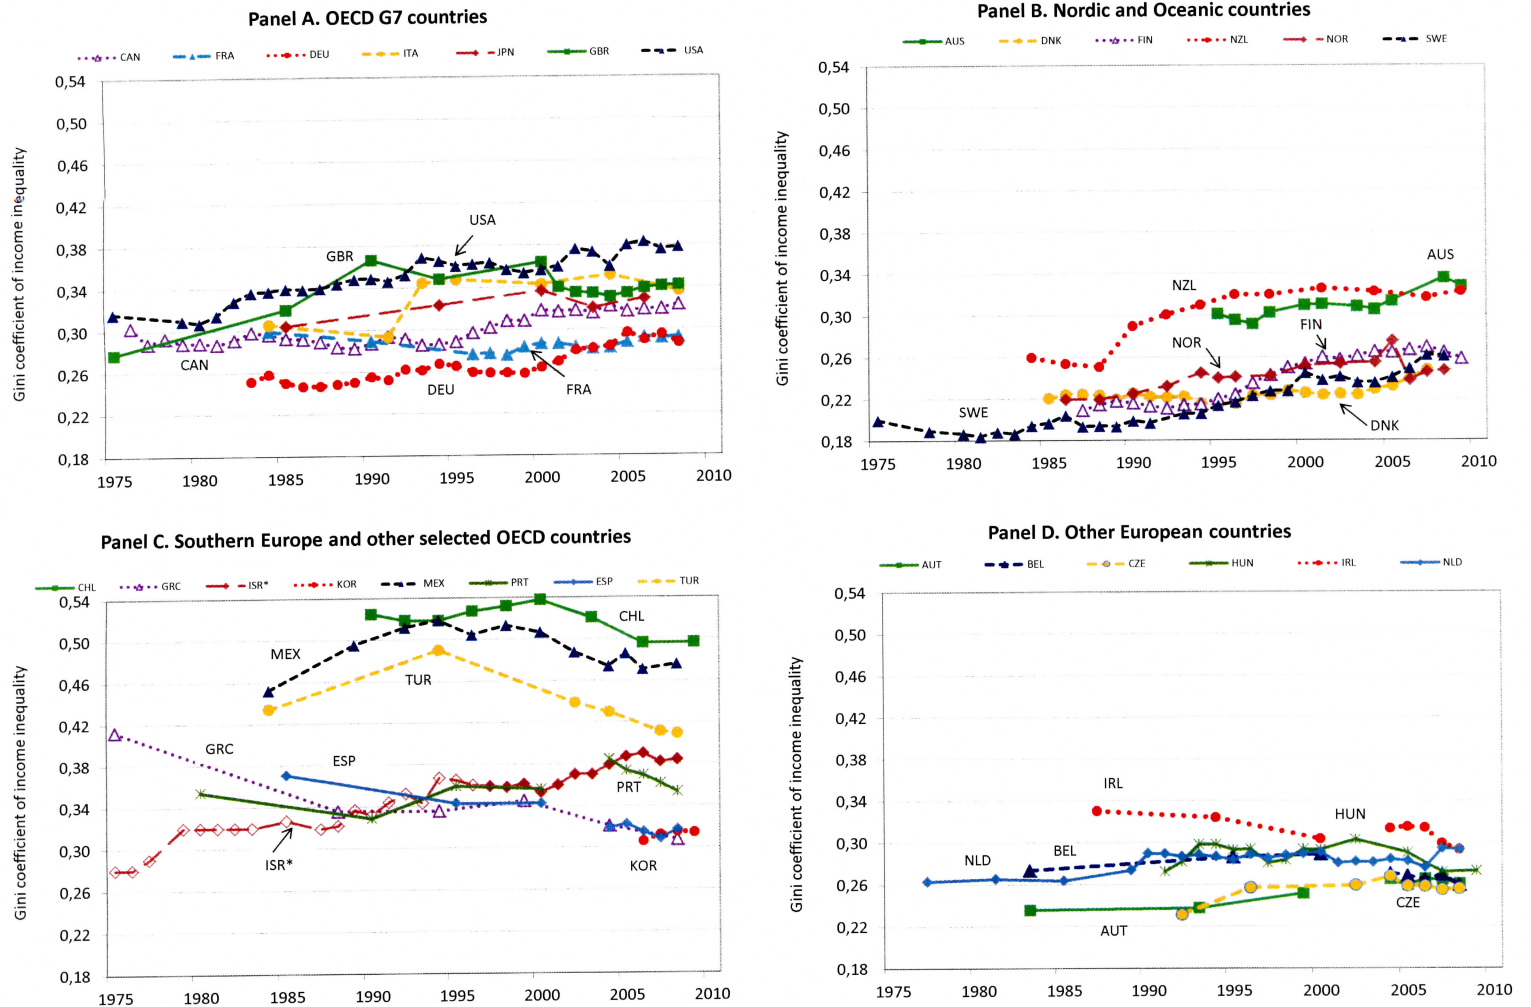 Panel A. OECD G7 countries
CAN FRA DEU ITA JPN GBR USA
Gini coefficient of income inequality
0,54
0,50
0,46
0,42
0,38
0,34
0,30
0,26
0,22
0,18
USA
GBR
CAN
DEU
FRA
1975 1980 1985 1990 1995 2000 2005 2010
Panel B. Nordic and Oceanic countries
AUS DNK FIN NZL NOR SWE
Gini coefficient of income inequality
0,54
0,50
0,46
0,42
0,38
0,34
0,30
0,26
0,22
0,18
AUS
NZL
FIN
NOR
SWE
DNK
1975 1980 1985 1990 1995 2000 2005 2010
Panel C. Southern Europe and other selected OECD countries
CHL GRC ISR* KOR MEX PRT ESP TUR
Gini coefficient of income inequality
0,54
0,50
0,46
0,42
0,38
0,34
0,30
0,26
0,22
0,18
CHL
MEX
TUR
GRC
ESP
PRT
ISR*
KOR
1975 1980 1985 1990 1995 2000 2005 2010
Panel D. Other European countries
AUT BEL CZE HUN IRL NLD
Gini coefficient of income inequality
0,54
0,50
0,46
0,42
0,38
0,34
0,30
0,26
0,22
0,18
IRL
HUN
BEL
NLD
CZE
AUT
1975 1980 1985 1990 1995 2000 2005 2010